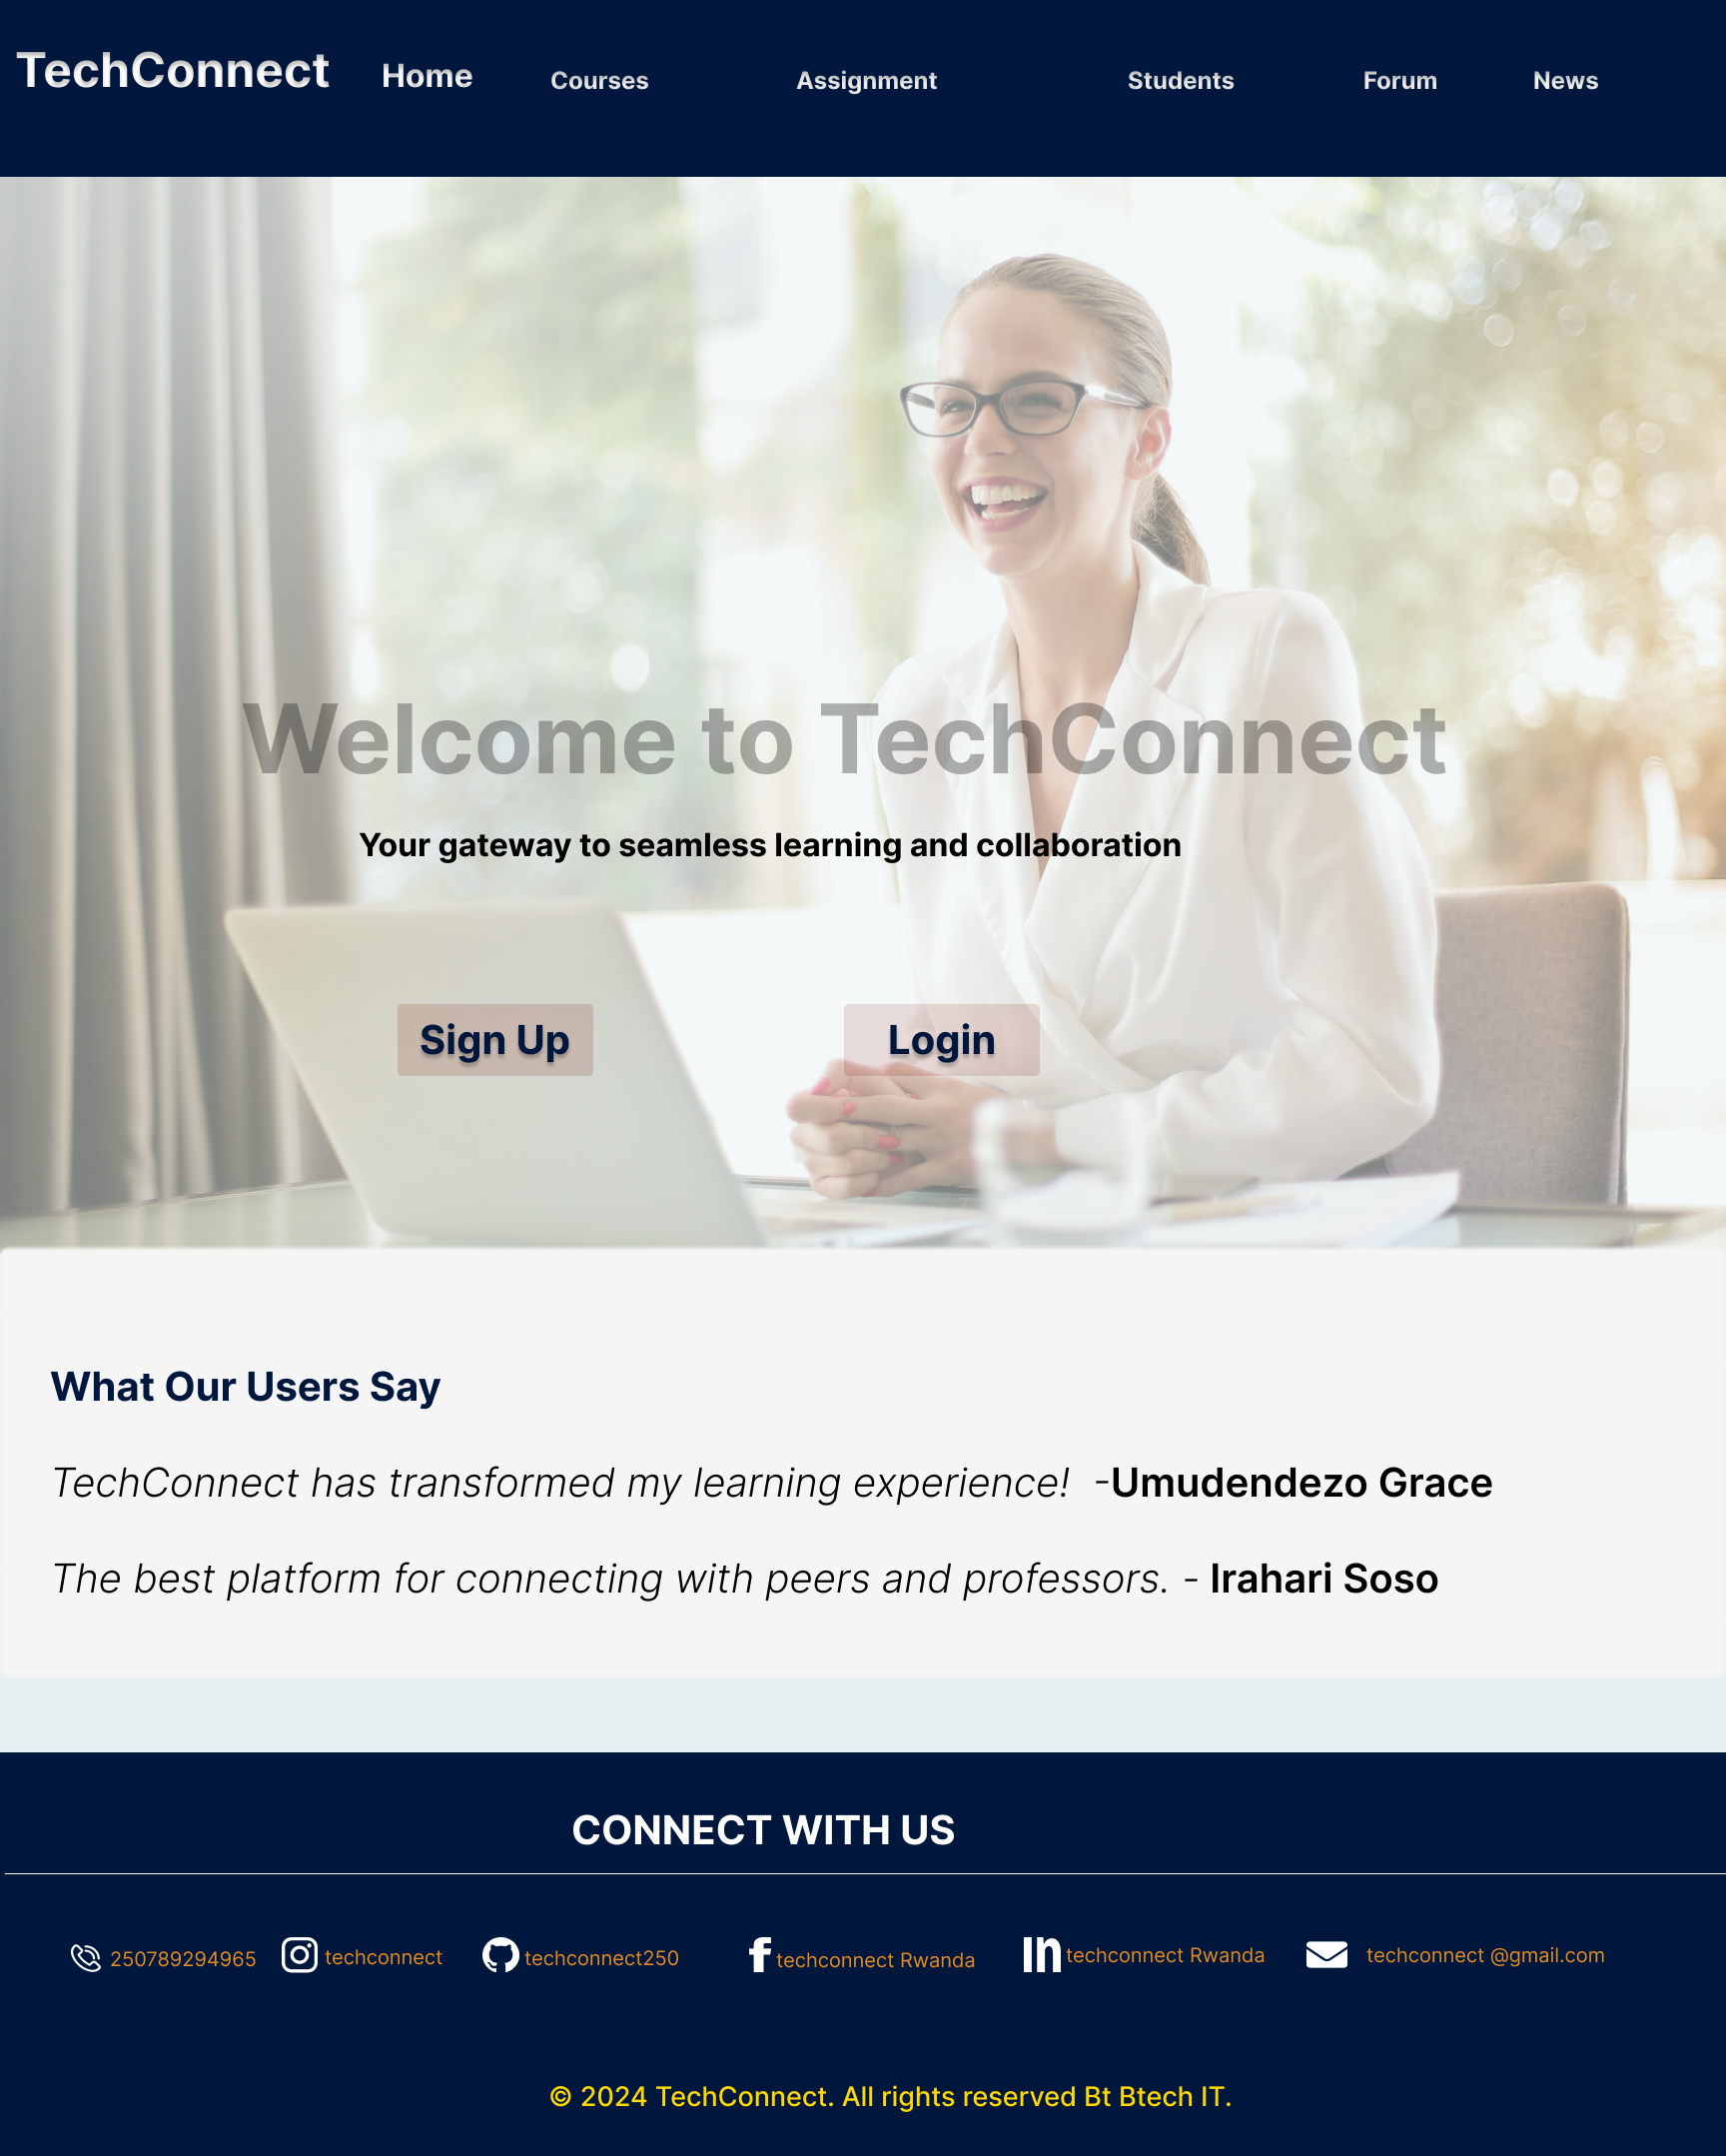 TechConnect Home Courses Assignment Students Forum News
Welcome to TechConnect
Your gateway to seamless learning and collaboration
Sign Up Login
What Our Users Say
TechConnect has transformed my learning experience! -Umudendezo Grace
The best platform for connecting with peers and professors. - Irahari Soso
CONNECT WITH US
250789294965 techconnect techconnect250 techconnect Rwanda techconnect Rwanda techconnect @gmail.com
© 2024 TechConnect. All rights reserved Bt Btech IT.